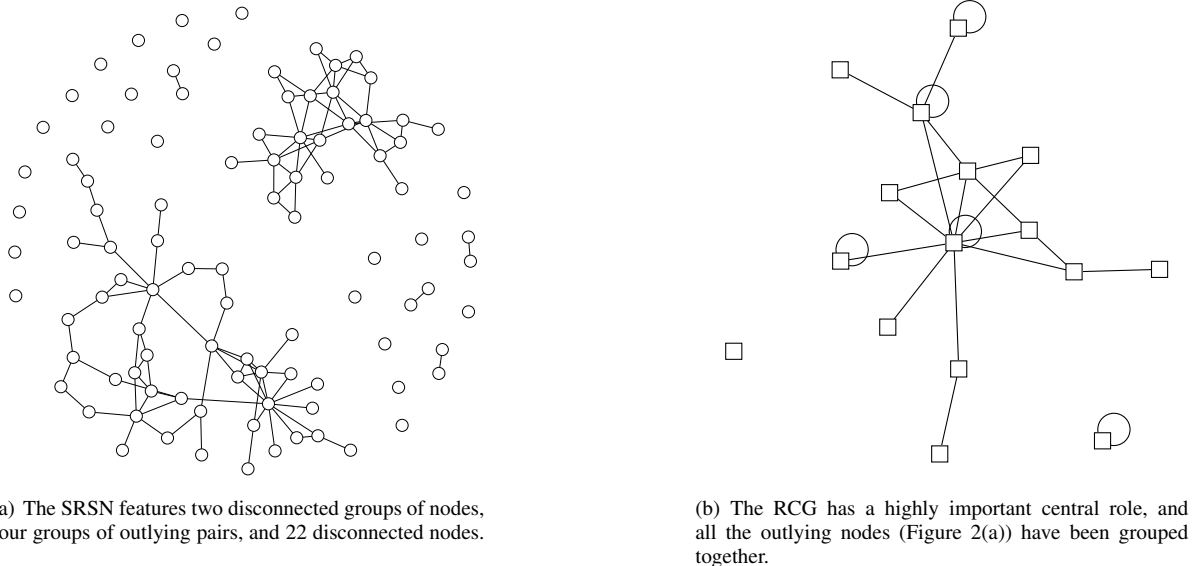 a) The SRSN features two disconnected groups of nodes,
our groups of outlying pairs, and 22 disconnected nodes.
(b) The RCG has a highly important central role, and
all the outlying nodes (Figure 2(a)) have been grouped
together.